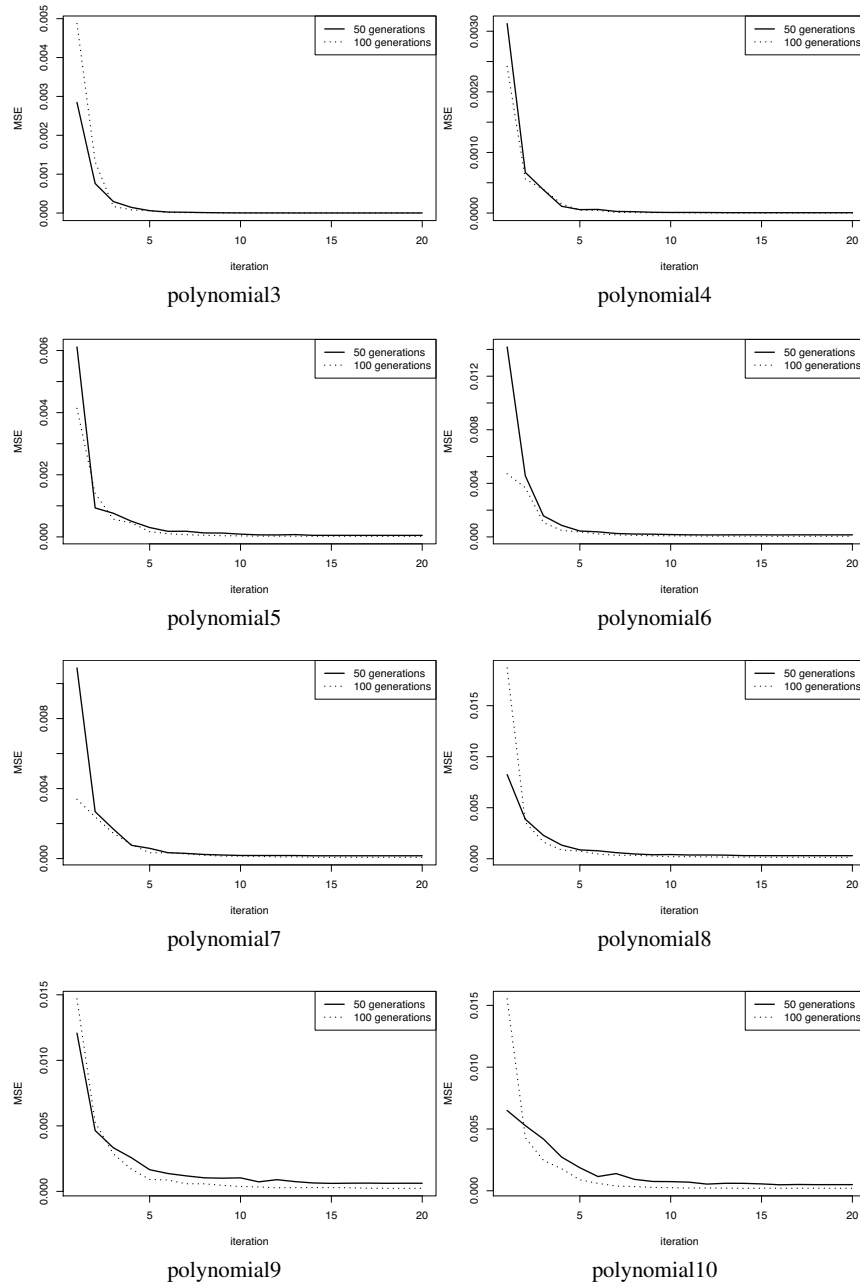 50 generations
100 generations
MSE
0.005
0.004
0.003
0.002
0.001
0.000
5 10 15 20
iteration
polynomial3
50 generations
100 generations
MSE
0.0030
0.0020
0.0010
0.0000
5 10 15 20
iteration
polynomial4
50 generations
100 generations
MSE
0.006
0.004
0.002
0.000
5 10 15 20
iteration
polynomial5
50 generations
100 generations
MSE
0.012
0.004
0.000
5 10 15 20
iteration
polynomial6
50 generations
100 generations
MSE
0.008
0.004
0.000
5 10 15 20
iteration
polynomial7
50 generations
100 generations
MSE
0.015
0.010
0.005
0.000
5 10 15 20
iteration
polynomial8
50 generations
100 generations
MSE
0.015
0.010
0.005
0.000
5 10 15 20
iteration
polynomial9
50 generations
100 generations
MSE
0.015
0.010
0.005
0.000
5 10 15 20
iteration
polynomial10